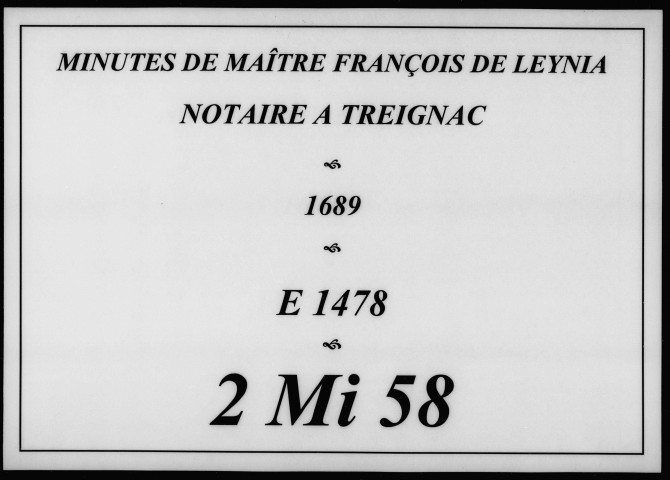 MINUTES DE MAÎTRE FRANÇOIS DE LEYNIA
NOTAIRE A TREIGNAC
1689
E 1478
2 Mi 58